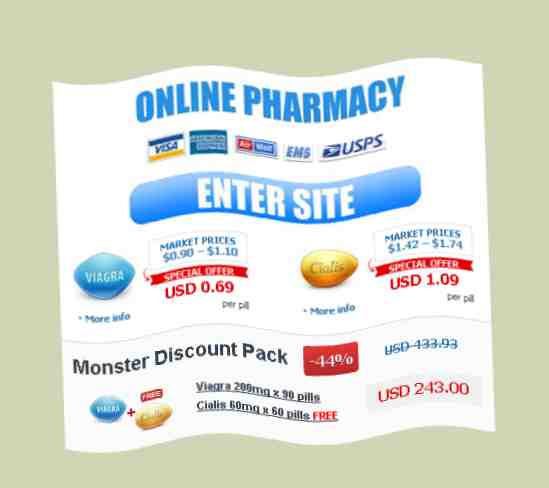 ONLINE PHARMACY
VISA AMERICAN EXPRESS Air Mail EMS USPS
ENTER SITE
MARKET PRICES
$0.90 – $1.10
SPECIAL OFFER
USD 0.69
per pill
VIAGRA
• More info
MARKET PRICES
$1.42 – $1.74
SPECIAL OFFER
USD 1.09
per pill
Cialis
• More info
Monster Discount Pack -44% USD 433.93
FREE
VIAGRA + Cialis
Viagra 200mg x 90 pills
Cialis 60mg x 60 pills FREE
USD 243.00